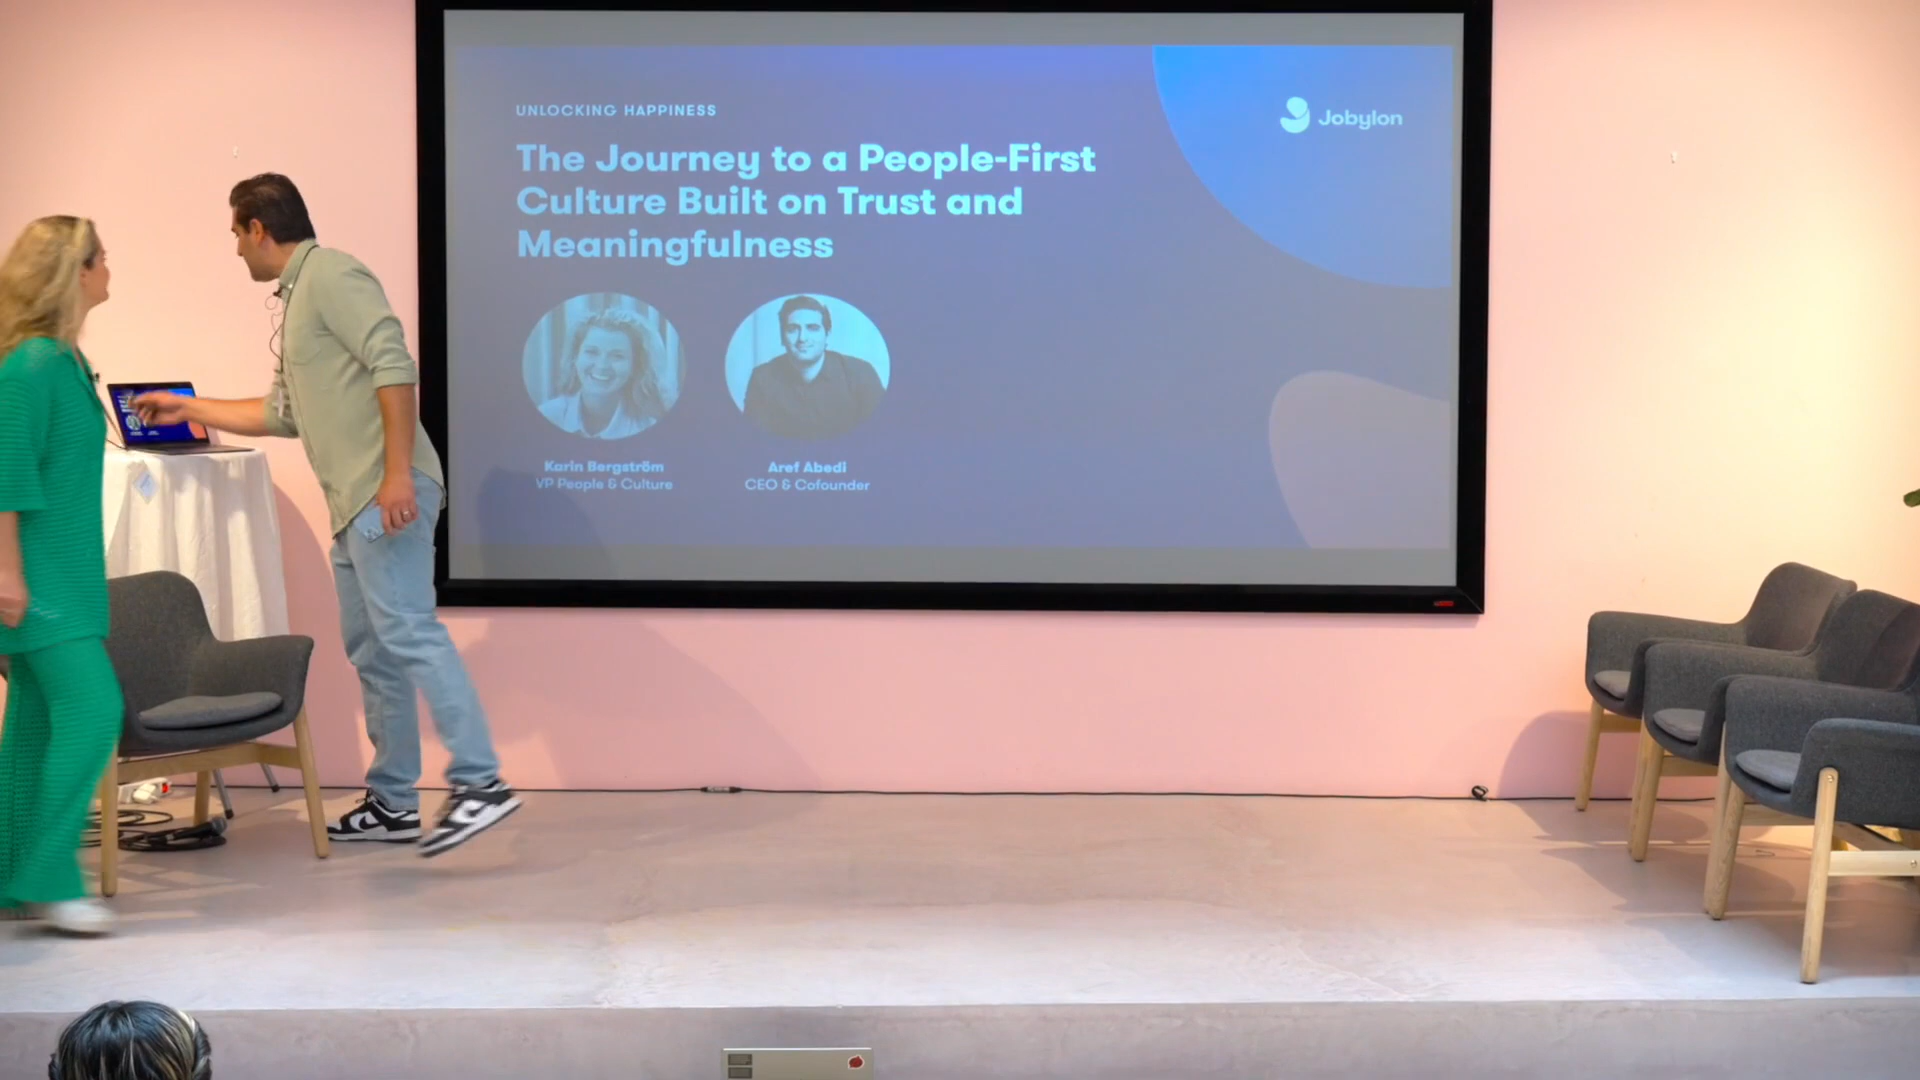 UNLOCKING HAPPINESS
Jobylon
The Journey to a People-First
Culture Built on Trust and
Meaningfulness
Karin Bergström
VP People & Culture
Aref Abedi
CEO & Cofounder